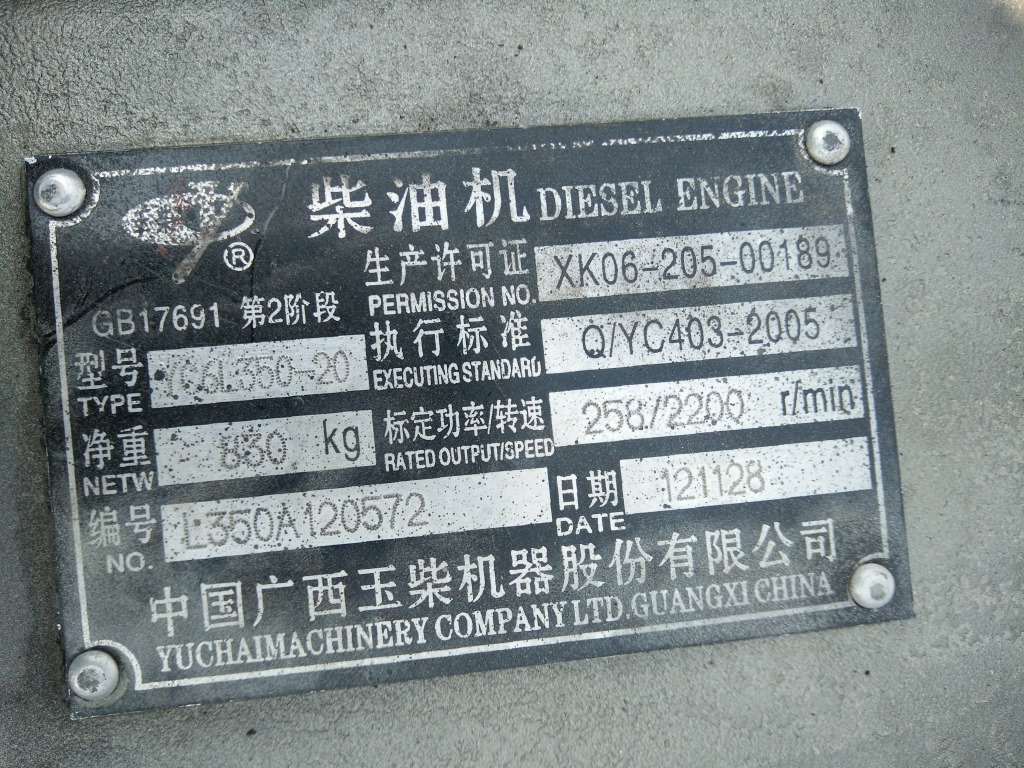 柴油机 DIESEL ENGINE
®
生产许可证 XK06-205-00189
PERMISSION NO.
GB17691 第2阶段
执行标准 Q/YC403-2005
EXECUTING STANDARD
型号 YC6L350-20
TYPE
标定功率/转速 258/2200 r/min
RATED OUTPUT/SPEED
净重 kg
NETW
日期 121128
DATE
编号 L350A120572
NO.
中国广西玉柴机器股份有限公司
YUCHAIMACHINERY COMPANY LTD.GUANGXI CHINA